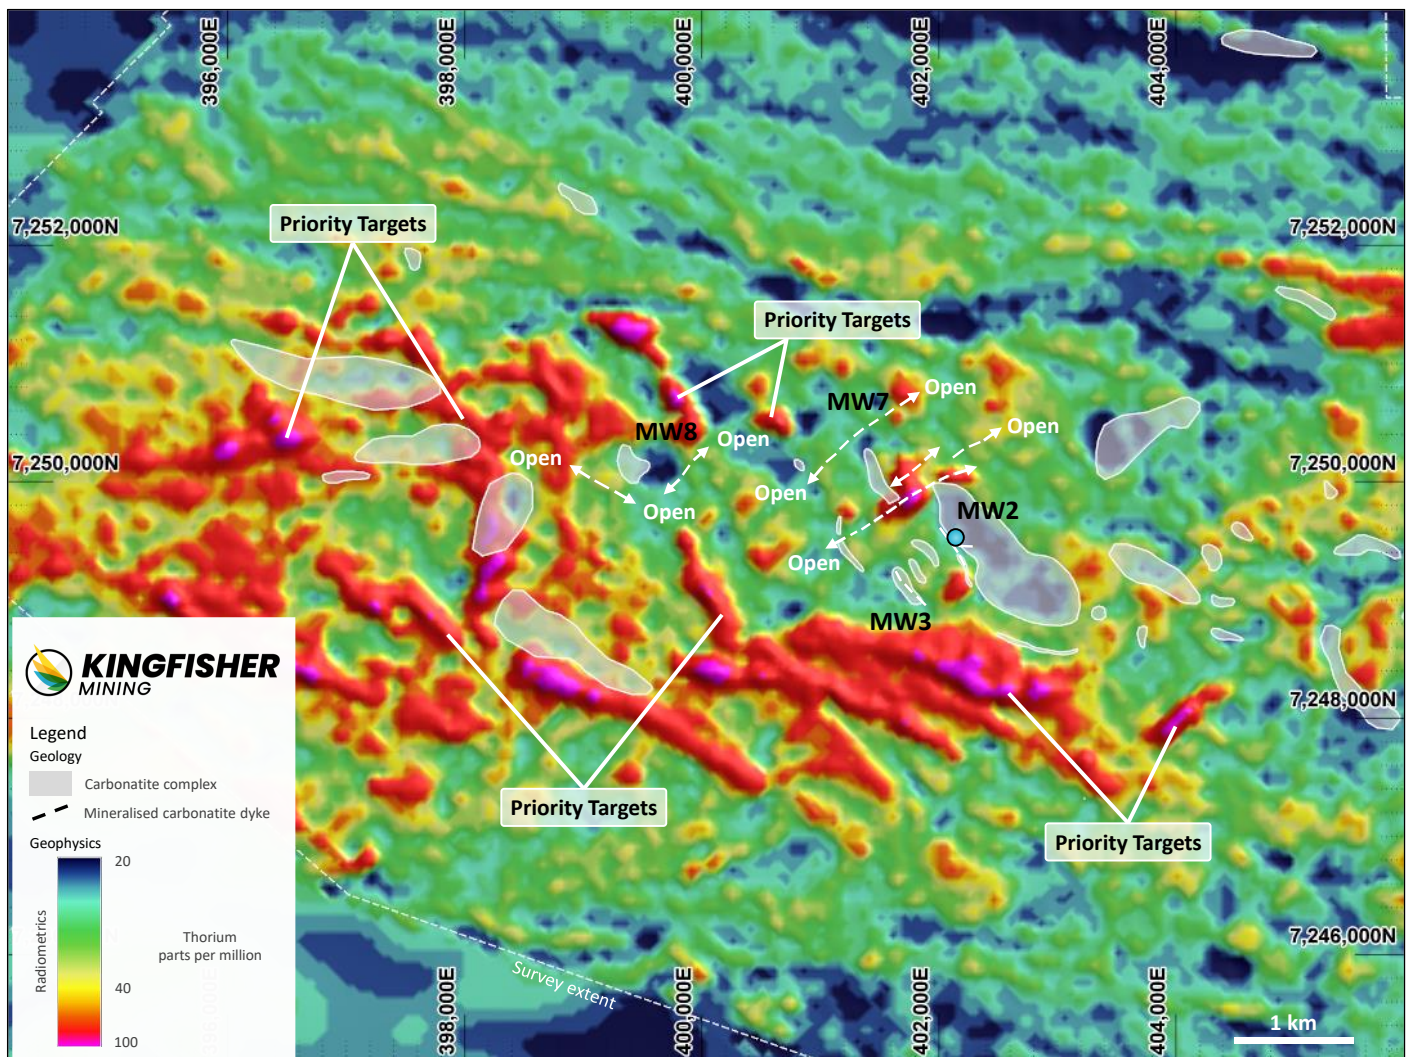 396,000E
398,000E
400,000E
402,000E
404,000E
7,252,000N
Priority Targets
7,252,000N
Priority Targets
MW7
Open
MW8
Open
Open
Open
7,250,000N
Open
7,250,000N
Open
Open
MW2
Open
MW3
KINGFISHER
MINING
7,248,000N
Legend
Geology
Carbonatite complex
Mineralised carbonatite dyke
Priority Targets
Priority Targets
Geophysics
20
Radiometrics
Thorium
parts per million
40
100
7,246,000N
Survey extent
398,000E
398,000E
400,000E
402,000E
404,000E
1 km